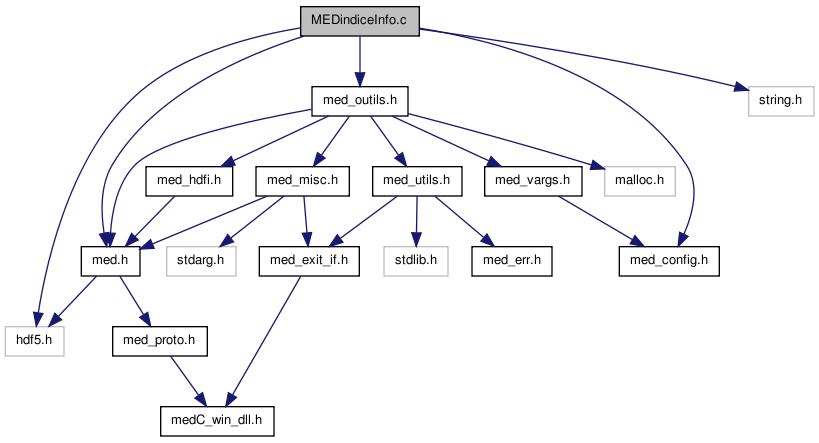 MEDindiceInfo.c
med_outils.h
string.h
med_hdfi.h
med_misc.h
med_utils.h
med_vargs.h
malloc.h
med.h
stdarg.h
med_exit_if.h
stdlib.h
med_err.h
med_config.h
hdf5.h
med_proto.h
medC_win_dll.h